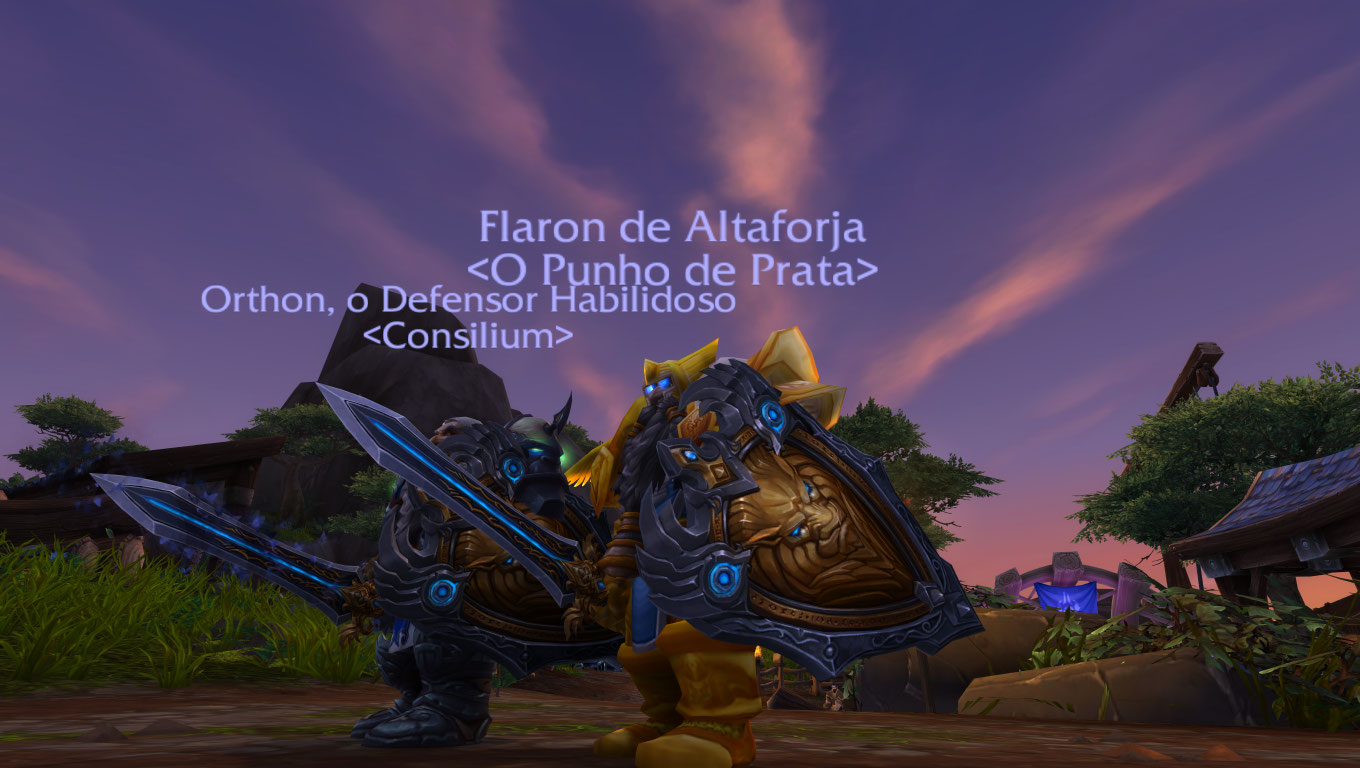 Flaron de Altaforja
<O Punho de Prata>
Orthon, o Defensor Habilidoso
<Consilium>